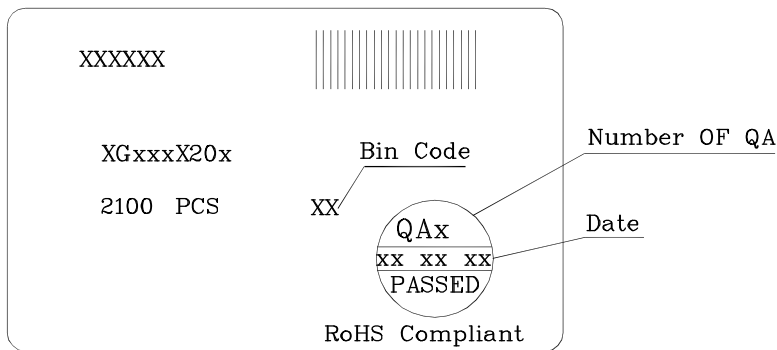 XXXXXX
XGxxxX20x
Bin Code
Number OF QA
2100 PCS
XX
QAx
Date
xx xx xx
PASSED
RoHS Compliant